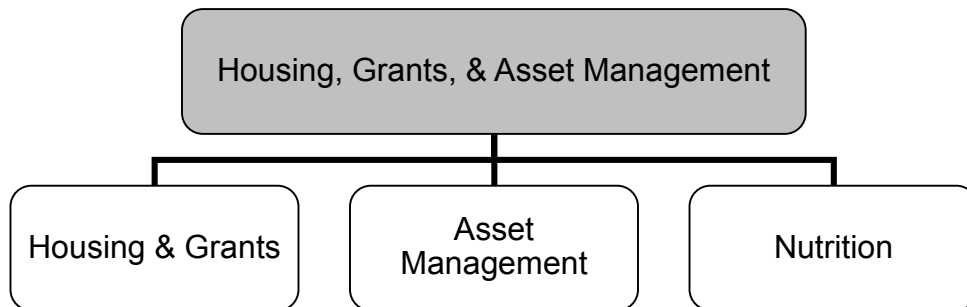 Housing, Grants, & Asset Management
Housing & Grants
Asset
Management
Nutrition